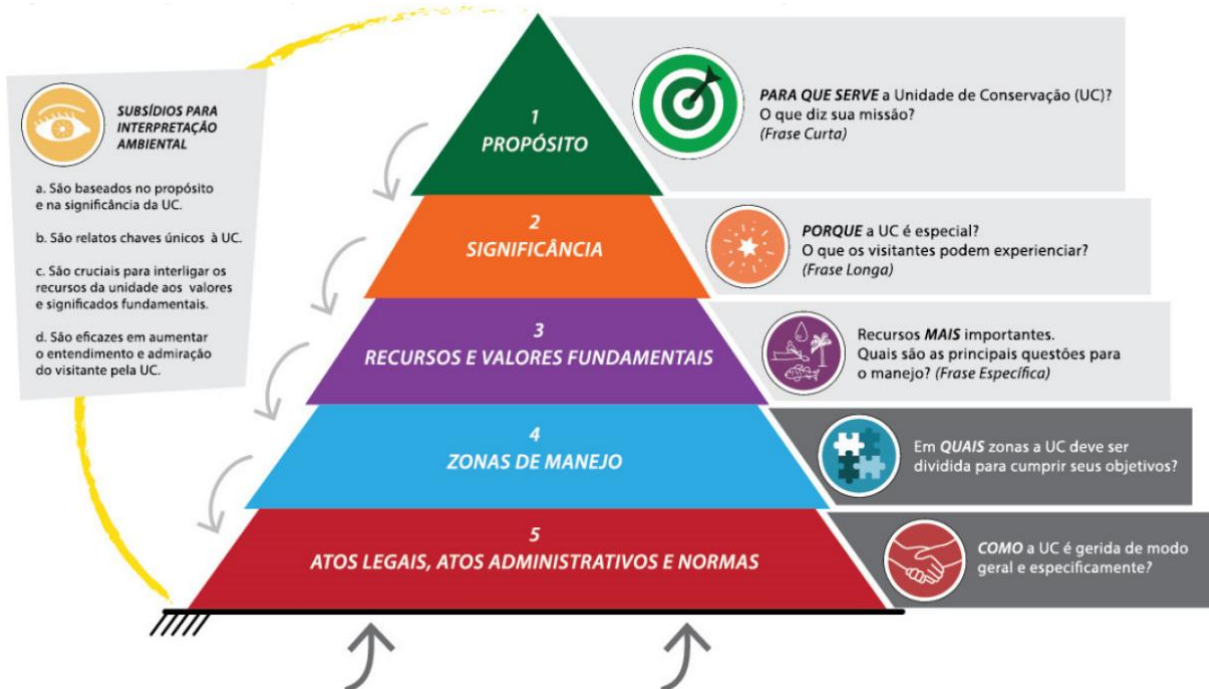 SUBSÍDIOS PARA
INTERPRETAÇÃO
AMBIENTAL
a. São baseados no propósito
e na significância da UC.
b. São relatos chaves únicos à UC.
c. São cruciais para interligar os
recursos da unidade aos valores
e significados fundamentais.
d. São eficazes em aumentar
o entendimento e admiração
do visitante pela UC.
1
PROPÓSITO
PARA QUE SERVE a Unidade de Conservação (UC)?
O que diz sua missão?
(Frase Curta)
2
SIGNIFICÂNCIA
PORQUE a UC é especial?
O que os visitantes podem experienciar?
(Frase Longa)
3
RECURSOS E VALORES FUNDAMENTAIS
Recursos MAIS importantes.
Quais são as principais questões para
o manejo? (Frase Específica)
4
ZONAS DE MANEJO
Em QUAIS zonas a UC deve ser
dividida para cumprir seus objetivos?
5
ATOS LEGAIS, ATOS ADMINISTRATIVOS E NORMAS
COMO a UC é gerida de modo
geral e especificamente?